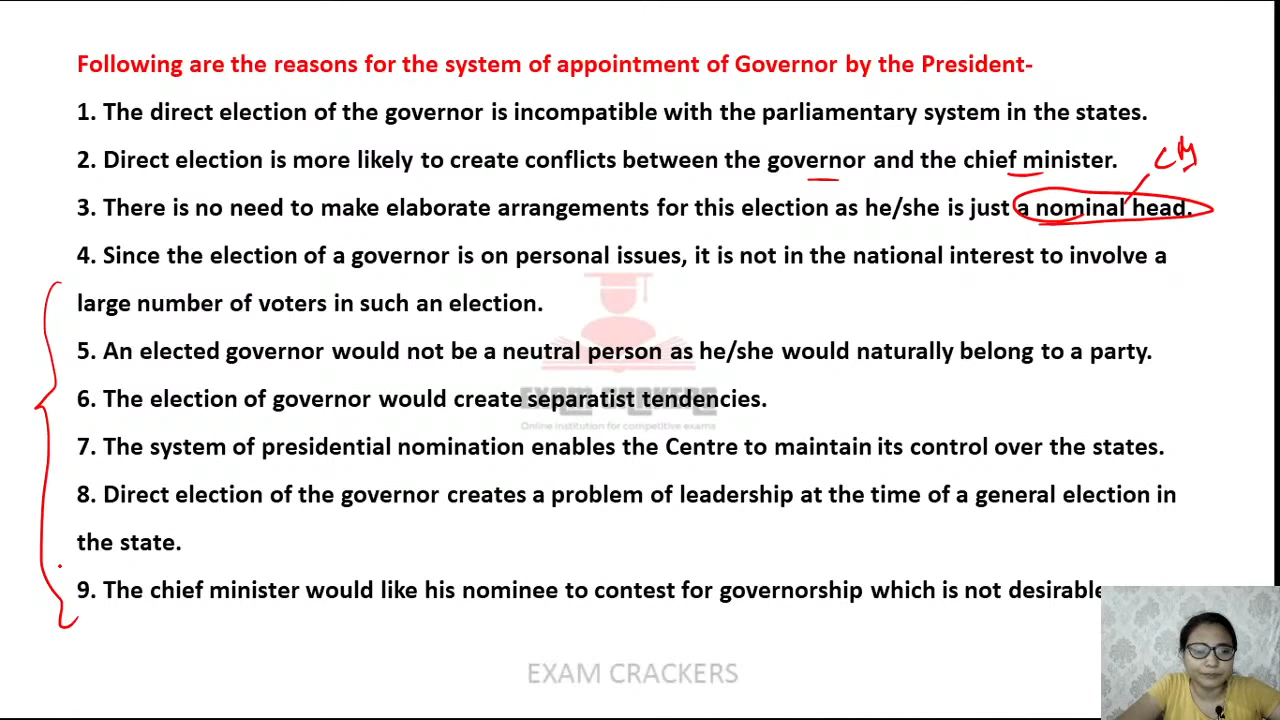 Following are the reasons for the system of appointment of Governor by the President-
1. The direct election of the governor is incompatible with the parliamentary system in the states.
2. Direct election is more likely to create conflicts between the governor and the chief minister.
CM
3. There is no need to make elaborate arrangements for this election as he/she is just a nominal head.
4. Since the election of a governor is on personal issues, it is not in the national interest to involve a
large number of voters in such an election.
5. An elected governor would not be a neutral person as he/she would naturally belong to a party.
6. The election of governor would create separatist tendencies.
EXAM CRACKERS
Online institution for competitive exams
7. The system of presidential nomination enables the Centre to maintain its control over the states.
8. Direct election of the governor creates a problem of leadership at the time of a general election in
the state.
9. The chief minister would like his nominee to contest for governorship which is not desirable
EXAM CRACKERS